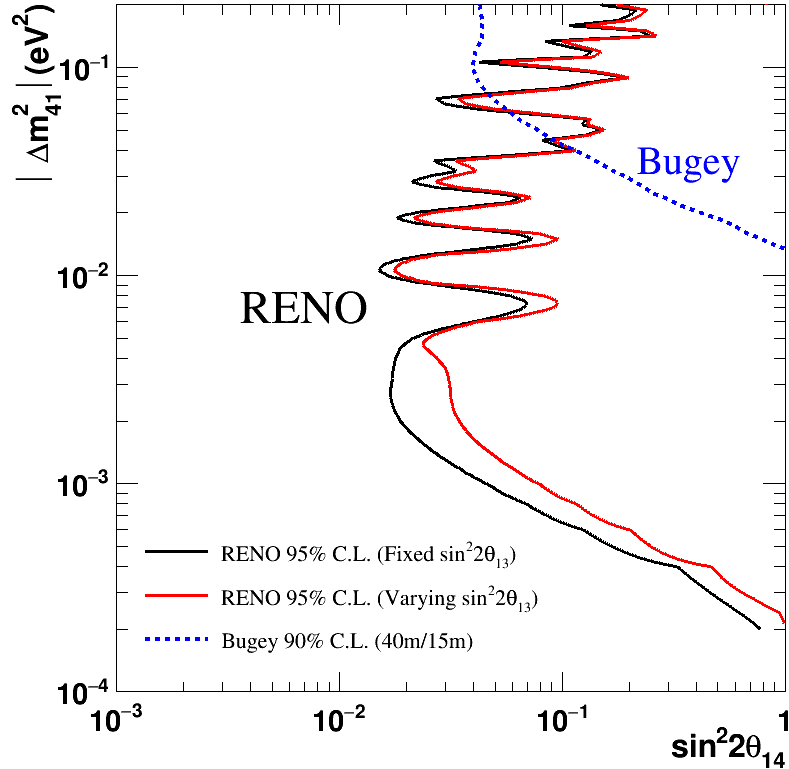 | Δm²₄₁ | (eV²)
10⁻¹
Bugey
10⁻²
RENO
10⁻³
RENO 95% C.L. (Fixed sin²2θ₁₃)
RENO 95% C.L. (Varying sin²2θ₁₃)
Bugey 90% C.L. (40m/15m)
10⁻⁴
10⁻³ 10⁻² 10⁻¹ 1
sin²2θ₁₄